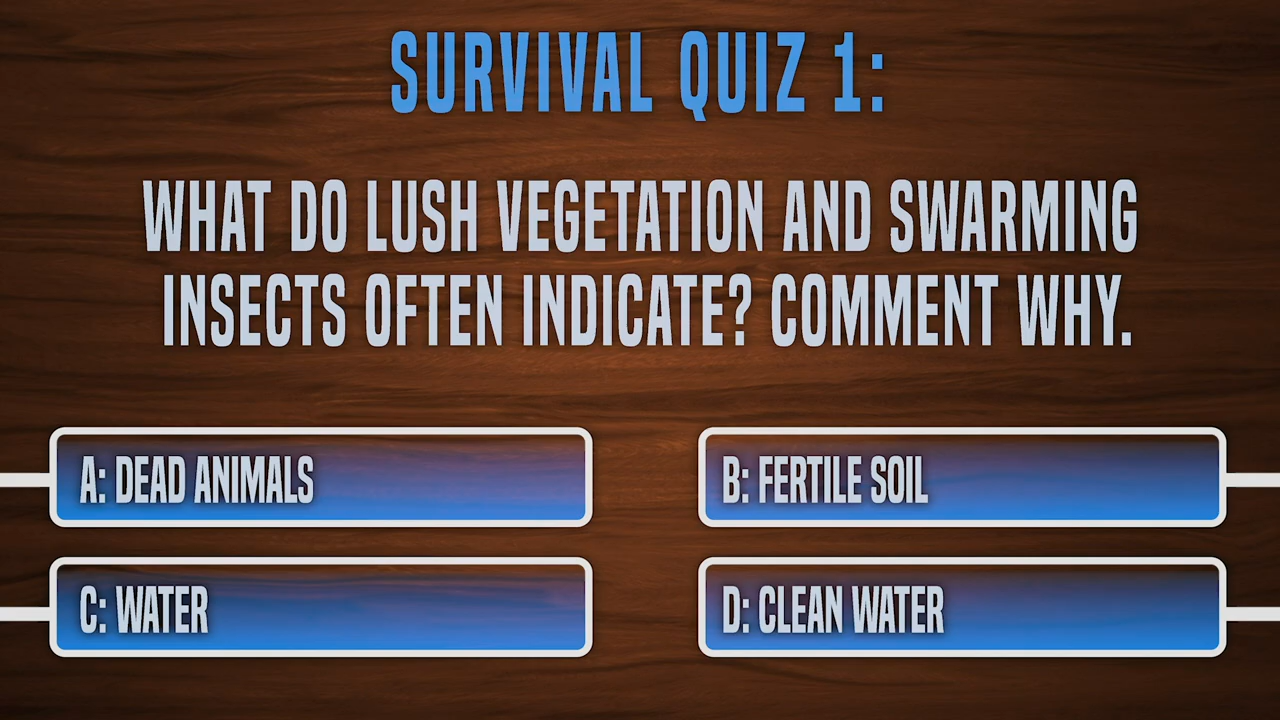 SURVIVAL QUIZ 1:
WHAT DO LUSH VEGETATION AND SWARMING
INSECTS OFTEN INDICATE? COMMENT WHY.
A: DEAD ANIMALS
B: FERTILE SOIL
C: WATER
D: CLEAN WATER